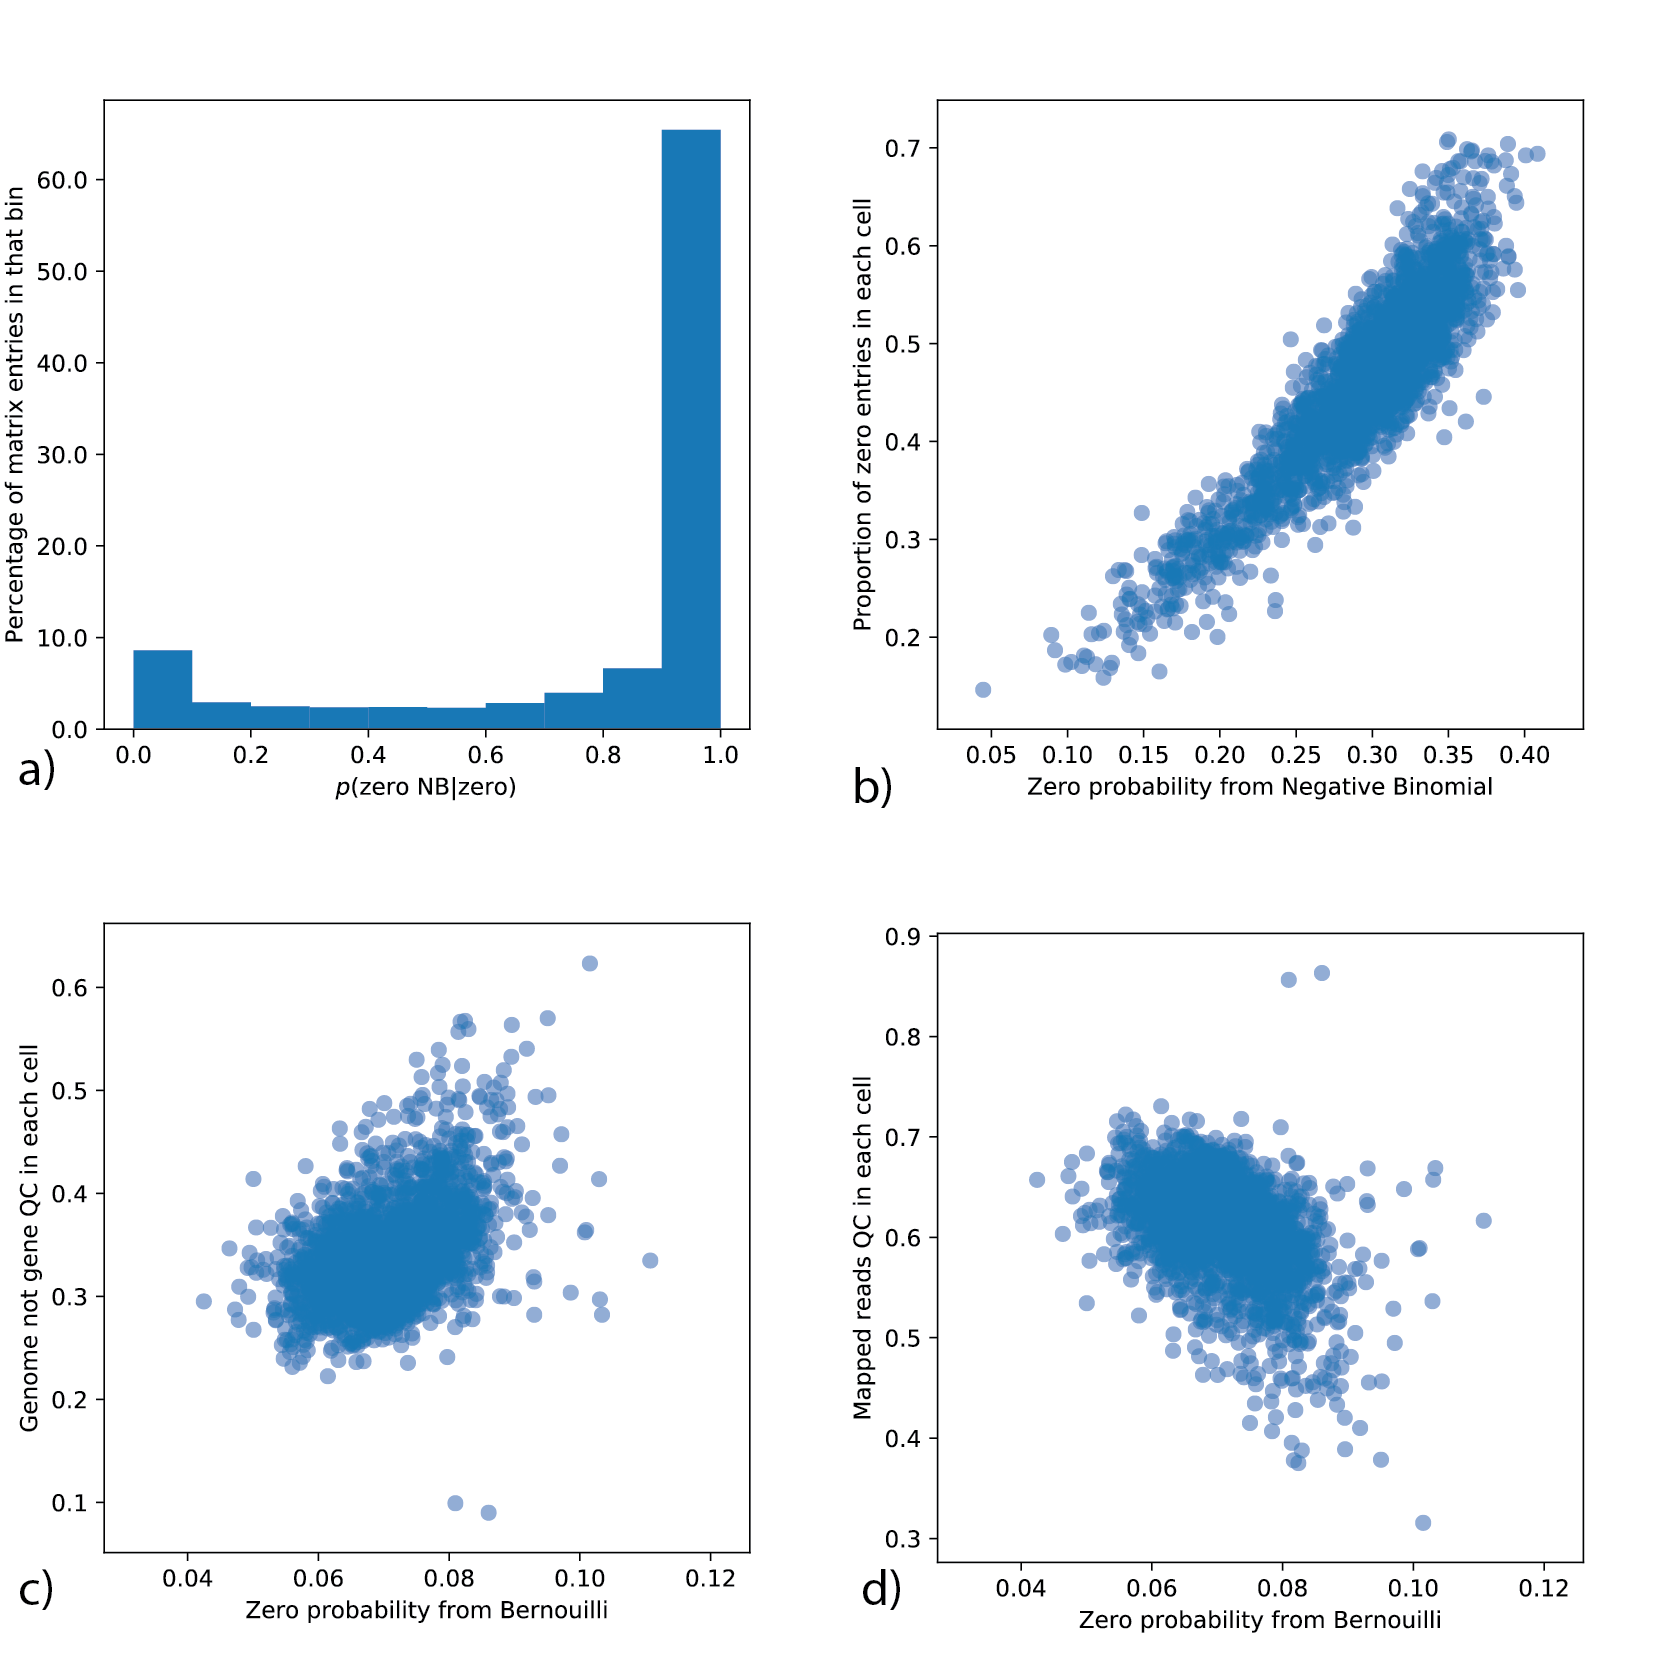 Percentage of matrix entries in that bin
60.0
50.0
40.0
30.0
20.0
10.0
0.0
0.0 0.2 0.4 0.6 0.8 1.0
p(zero NB|zero)
a)
Proportion of zero entries in each cell
0.7
0.6
0.5
0.4
0.3
0.2
0.05 0.10 0.15 0.20 0.25 0.30 0.35 0.40
Zero probability from Negative Binomial
b)
Genome not gene QC in each cell
0.6
0.5
0.4
0.3
0.2
0.1
0.04 0.06 0.08 0.10 0.12
Zero probability from Bernouilli
c)
Mapped reads QC in each cell
0.9
0.8
0.7
0.6
0.5
0.4
0.3
0.04 0.06 0.08 0.10 0.12
Zero probability from Bernouilli
d)